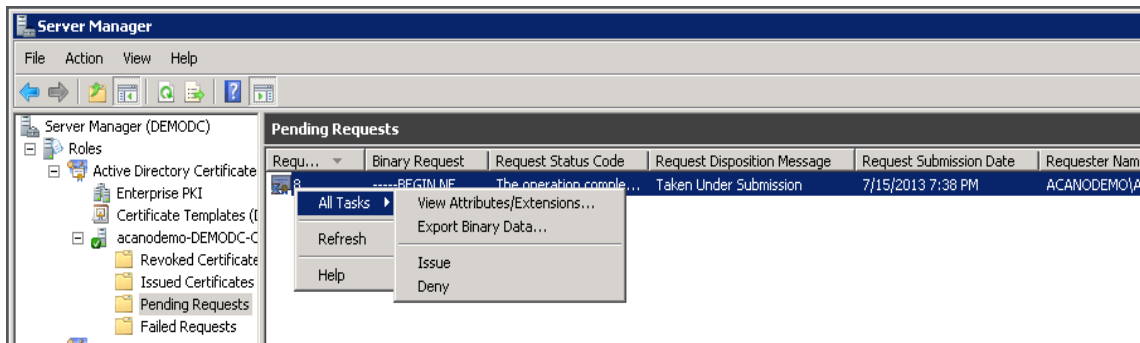 Server Manager
File Action View Help
Server Manager (DEMODC)
Roles
Active Directory Certificate
Enterprise PKI
Certificate Templates (
acanodemo-DEMODC-C
Revoked Certificate
Issued Certificates
Pending Requests
Failed Requests
Pending Requests
Requ... Binary Request Request Status Code Request Disposition Message Request Submission Date Requester Nam
8 -----BEGIN NE... The operation comple... Taken Under Submission 7/15/2013 7:38 PM ACANODEMO\A
All Tasks
Refresh
Help
View Attributes/Extensions...
Export Binary Data...
Issue
Deny